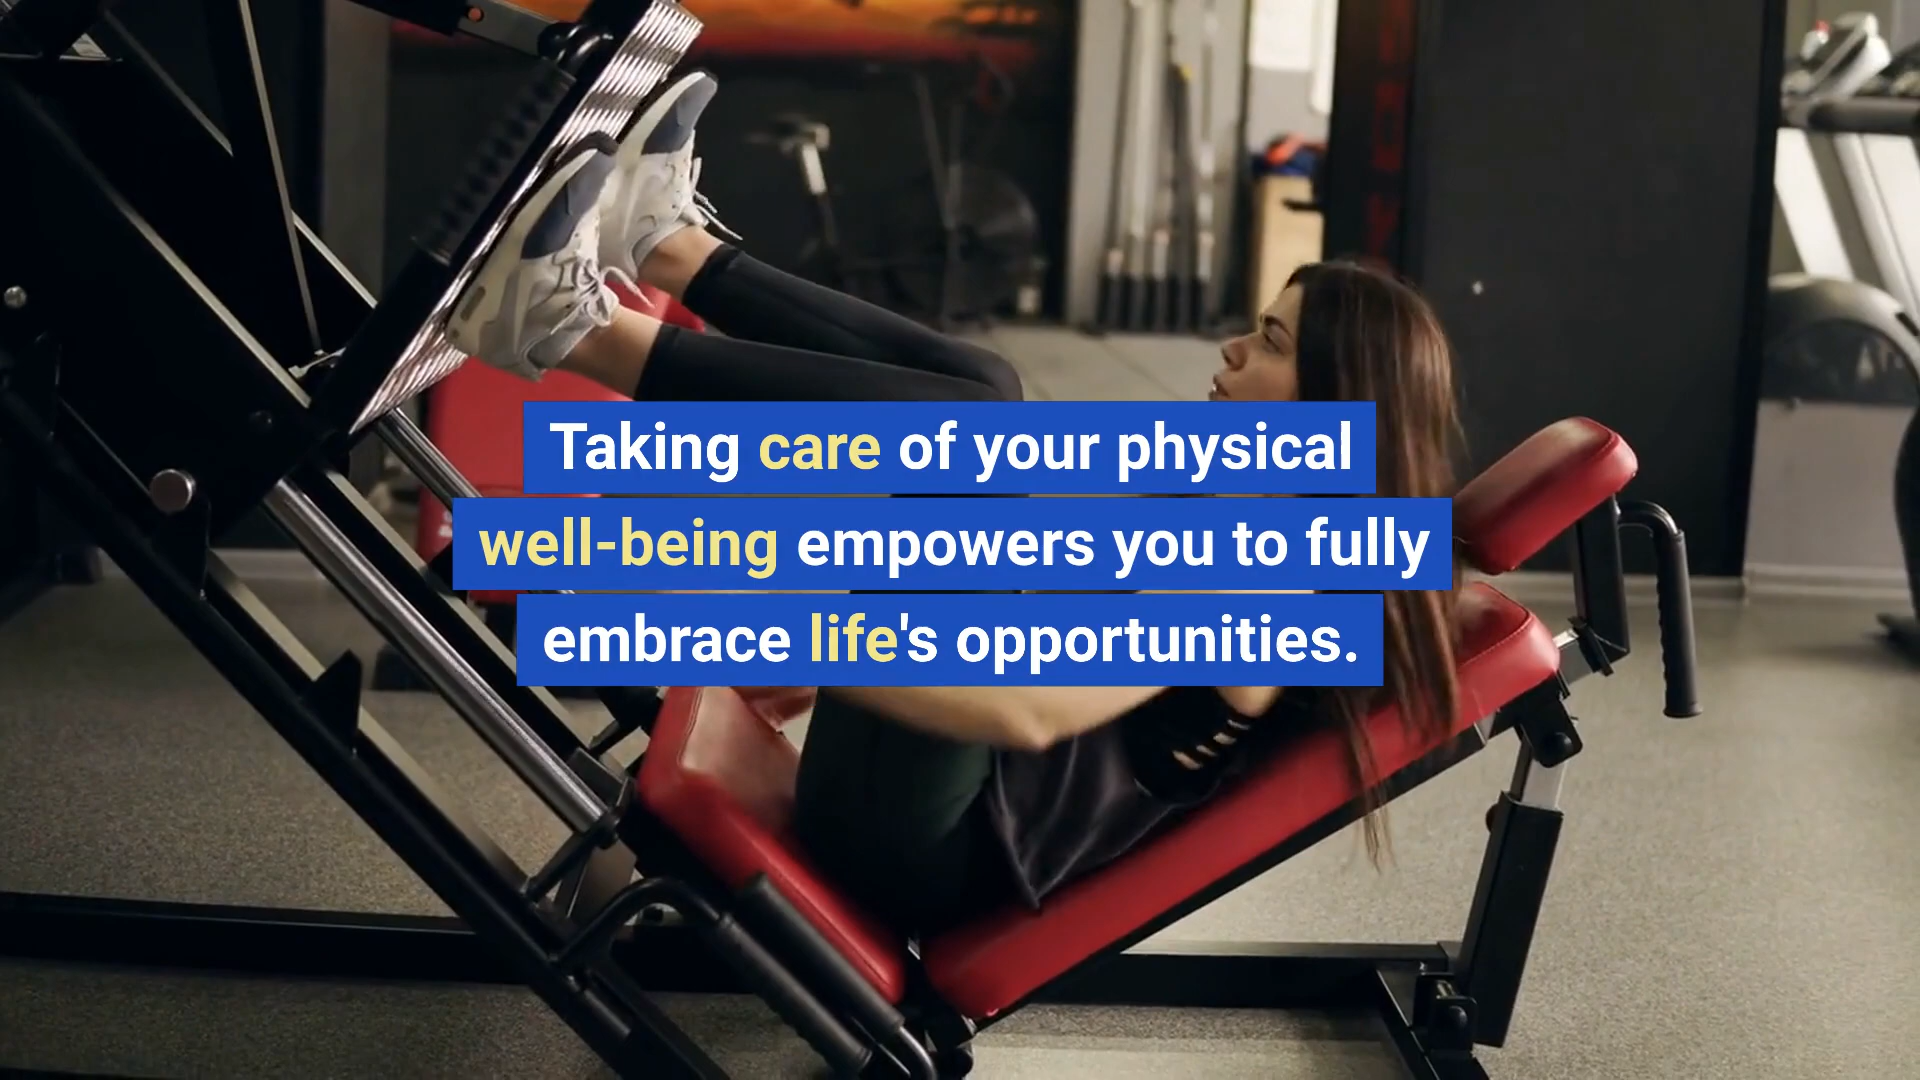 Taking care of your physical
well-being empowers you to fully
embrace life's opportunities.